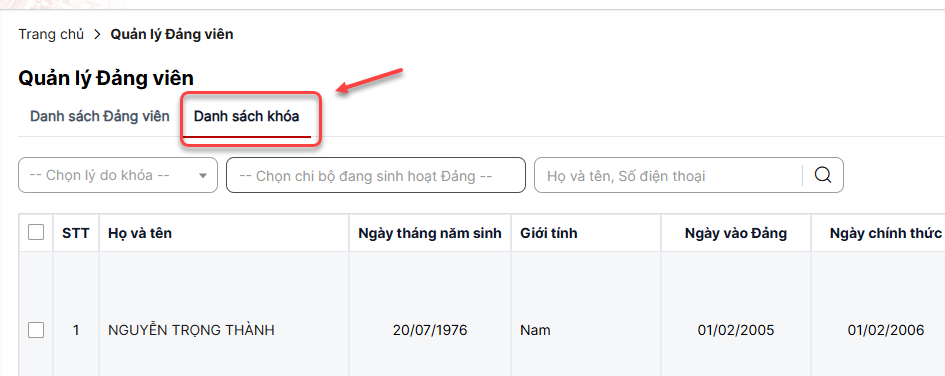 Trang chủ > Quản lý Đảng viên
Quản lý Đảng viên
Danh sách Đảng viên Danh sách khóa
-- Chọn lý do khóa -- -- Chọn chi bộ đang sinh hoạt Đảng -- Họ và tên, Số điện thoại
STT Họ và tên Ngày tháng năm sinh Giới tính Ngày vào Đảng Ngày chính thức
1 NGUYỄN TRỌNG THÀNH 20/07/1976 Nam 01/02/2005 01/02/2006